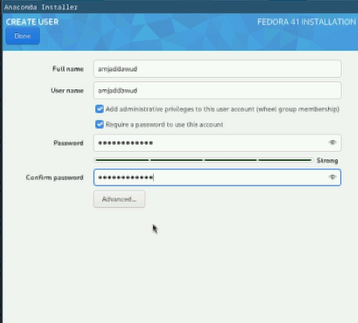 Anaconda Installer
CREATE USER
FEDORA 41 INSTALLATION
Done
Full name
amjaddawud
User name
amjaddawud
Add administrative privileges to this user account (wheel group membership)
Require a password to use this account
Password
••••••••••••
Strong
Confirm password
••••••••••••
Advanced...